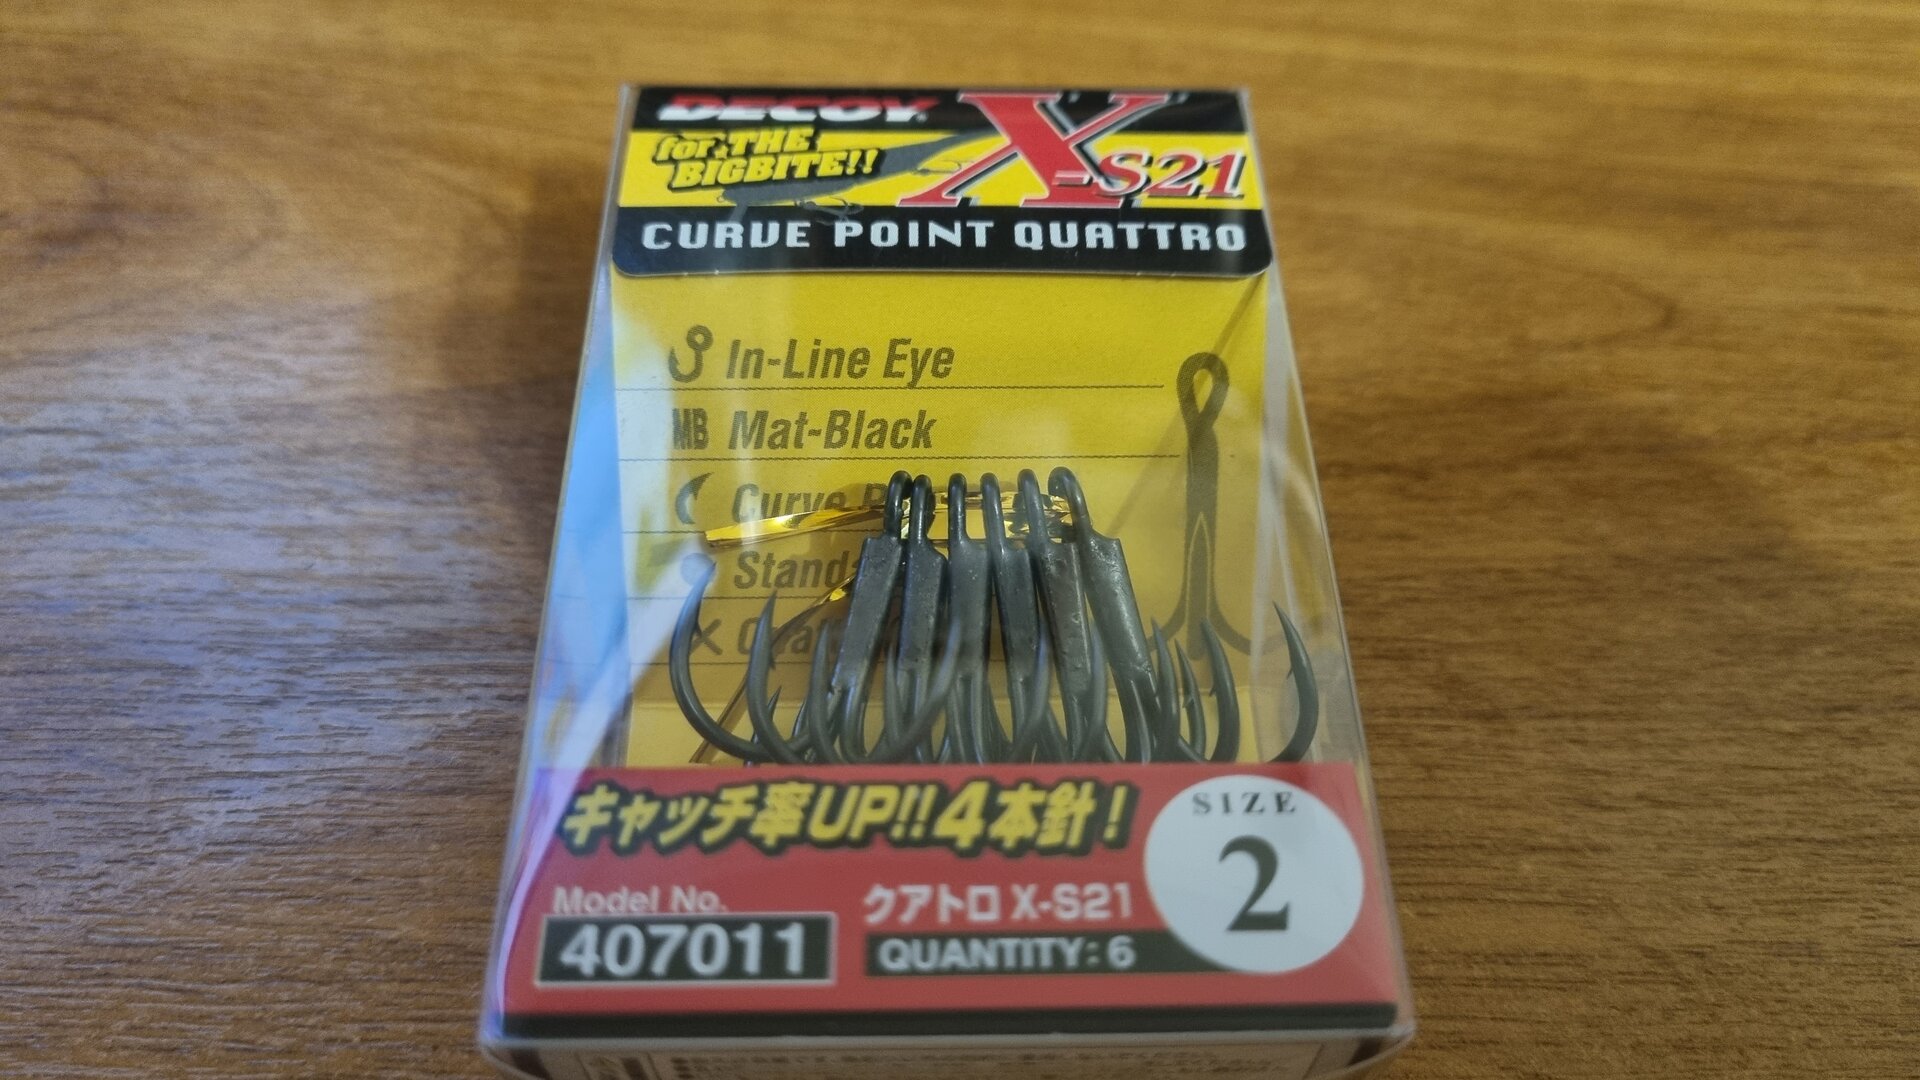 DECOY
for THE
BIGBITE!!
X-S21
CURVE POINT QUATTRO
In-Line Eye
MB Mat-Black
Curve
キャッチ率UP!!4本針!
SIZE
2
Model No.
407011
クアトロ X-S21
QUANTITY:6